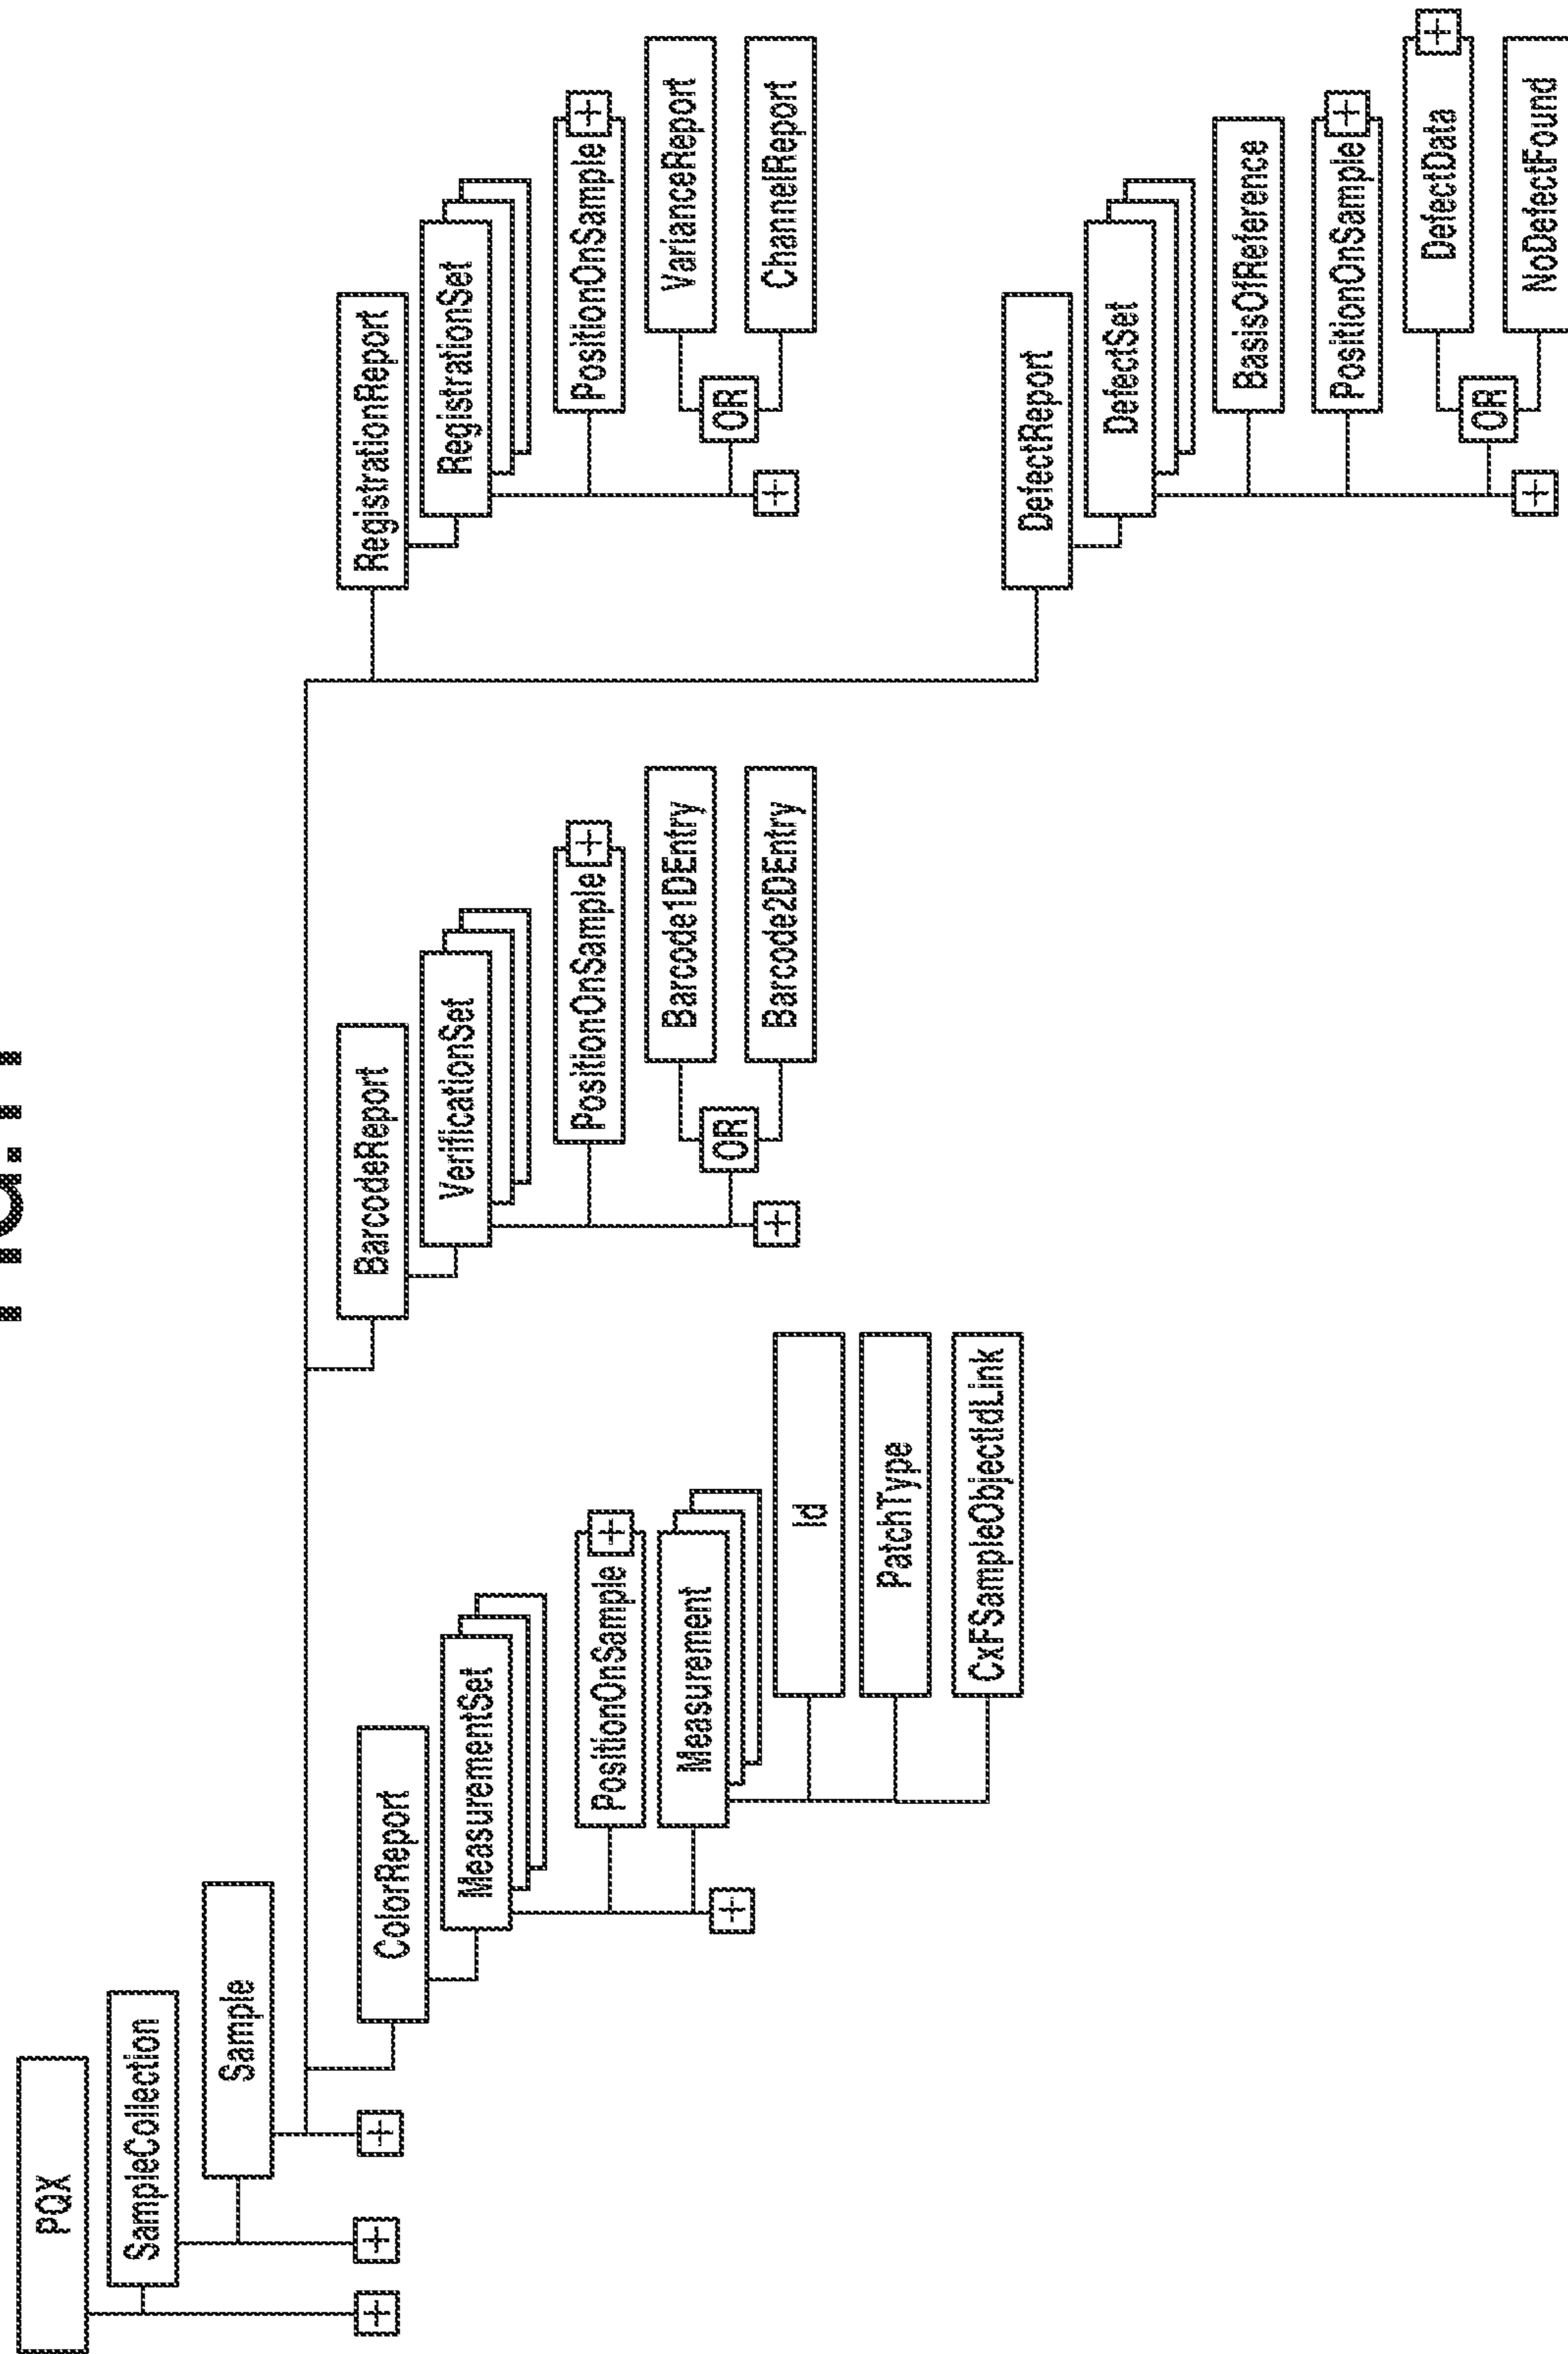 PQX
SampleCollection
Sample
ColorReport
MeasurementSet
PositionOnSample
+
Measurement
Id
PatchType
CxFSampleObjectIdLink
+
BarcodeReport
VerificationSet
PositionOnSample
+
Barcode1DEntry
OR
Barcode2DEntry
+
RegistrationReport
RegistrationSet
PositionOnSample
+
VarianceReport
OR
ChannelReport
+
DefectReport
DefectSet
BasisOfReference
PositionOnSample
+
DefectData
+
OR
NoDefectFound
+
+
+
+